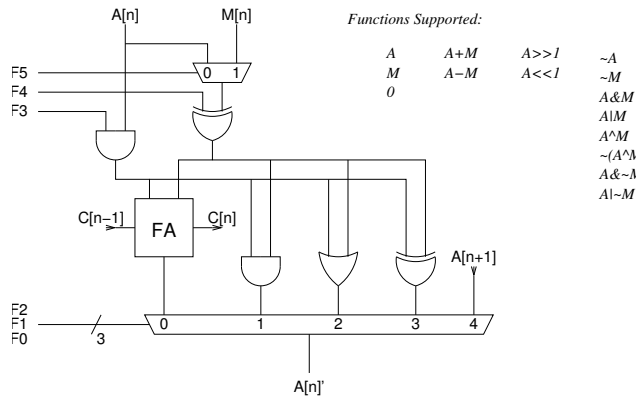 A[n] M[n]
Functions Supported:
A A+M A>>1
M A−M A<<1
0
~A
~M
A&M
A|M
A^M
~(A^M
A&~M
A|~M
F5
F4
F3
0 1
C[n−1] FA C[n]
A[n+1]
F2
F1
F0
3
0 1 2 3 4
A[n]'